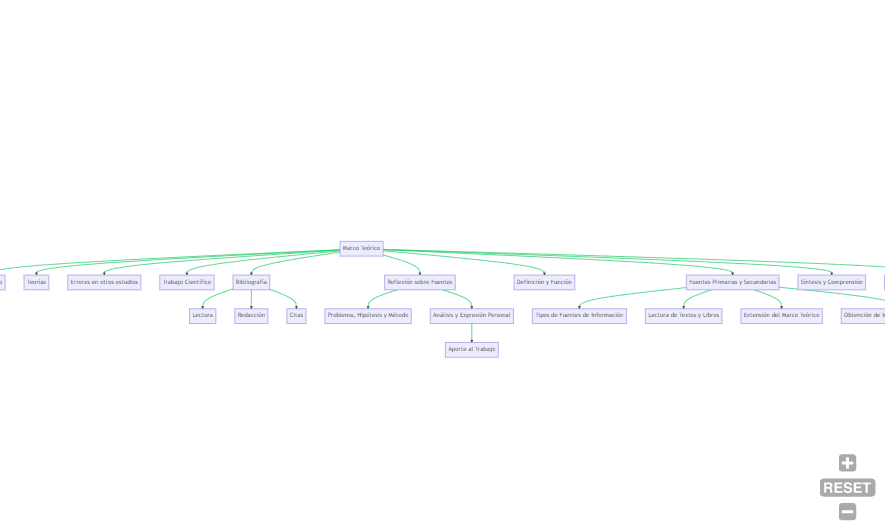 Marco Teórico
Teorías
Errores en otros estudios
Trabajo Científico
Bibliografía
Reflexión sobre Fuentes
Definición y Función
Fuentes Primarias y Secundarias
Síntesis y Comprensión
Lectura
Redacción
Citas
Problema, Hipótesis y Método
Análisis y Expresión Personal
Tipos de Fuentes de Información
Lectura de Textos y Libros
Extensión del Marco Teórico
Obtención de
Aporte al Trabajo
RESET